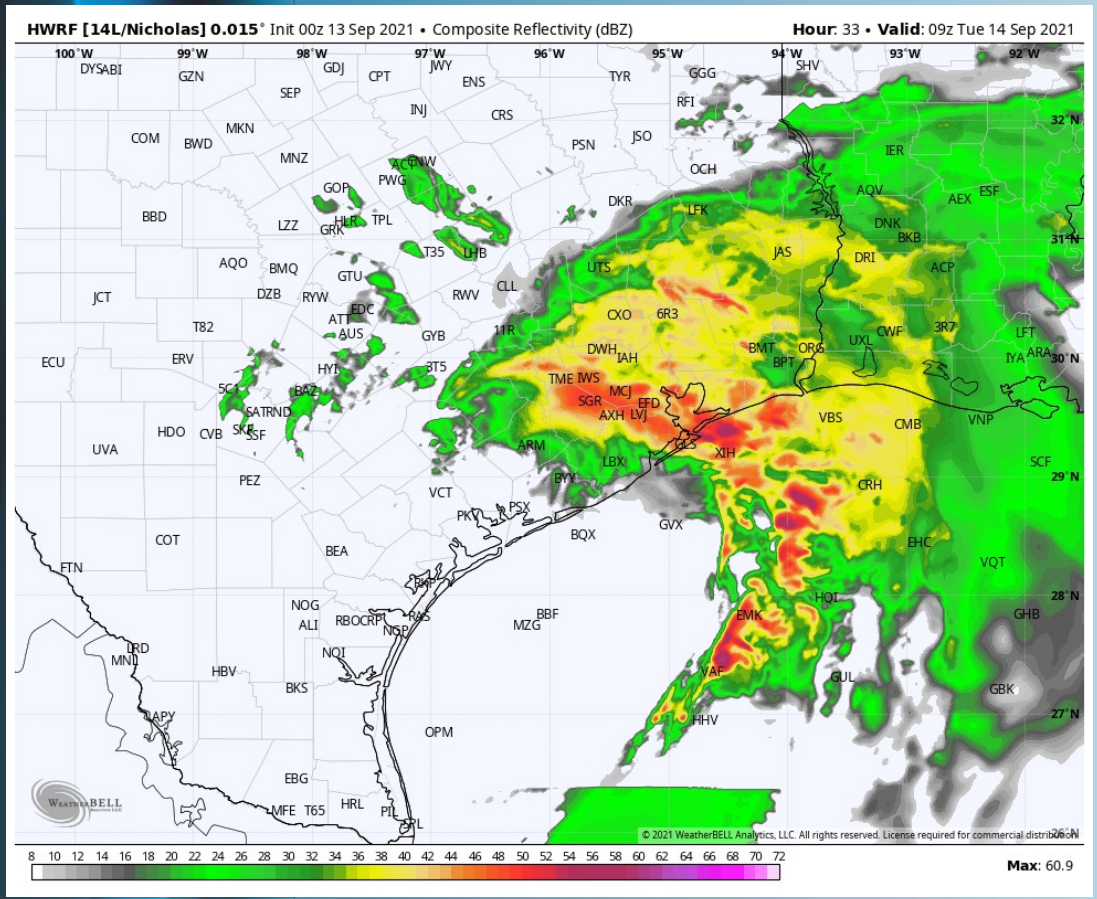 HWRF [14L/Nicholas] 0.015° Init 00z 13 Sep 2021 • Composite Reflectivity (dBZ) Hour: 33 • Valid: 09z Tue 14 Sep 2021
100°W 99°W 98°W 97°W 96°W 95°W 94°W 93°W 92°W
DYS ABI GZN GDJ CPT JWY ENS TYR GGG SHV
SEP INJ CRS RFI
32°N
COM BWD MKN MNZ PSN JSO OCH IER
GOP ACT CNW PWG DKR AQV AEX ESF
BBD LZZ HLR GRK TPL LFK DNK BKB
31°N
AQO BMQ GTU T35 LHB UTS JAS DRI ACP
JCT DZB RYW EDC RWV CLL CXO 6R3
T82 ATT AUS GYB 11R UXL CWF 3R7 LFT
ECU ERV HYI 3T5 DWH IAH BMT BPT ORG IYA ARA
30°N
5C1 BAZ TME IWS MCJ
SAT RND SGR EFD
HDO CVB SKF SSF AXH LVJ VBS CMB VNP
UVA ARM GLS XIH SCF
PEZ LBX BYY CRH
29°N
VCT PKV PSX GVX
COT BEA BQX EHC
FTN RKP VQT
28°N
NOG ALI RBO CRP RAS NGP MZG BBF EMK HQI GHB
LRD MNL HBV NQI VAF GUL
BKS GBK
APY OPM HHV
27°N
EBG
MFE T65 HRL PIL SPL
26°N
WEATHERBELL
© 2021 WeatherBELL Analytics, LLC. All rights reserved. License required for commercial distribution.
8 10 12 14 16 18 20 22 24 26 28 30 32 34 36 38 40 42 44 46 48 50 52 54 56 58 60 62 64 66 68 70 72
Max: 60.9